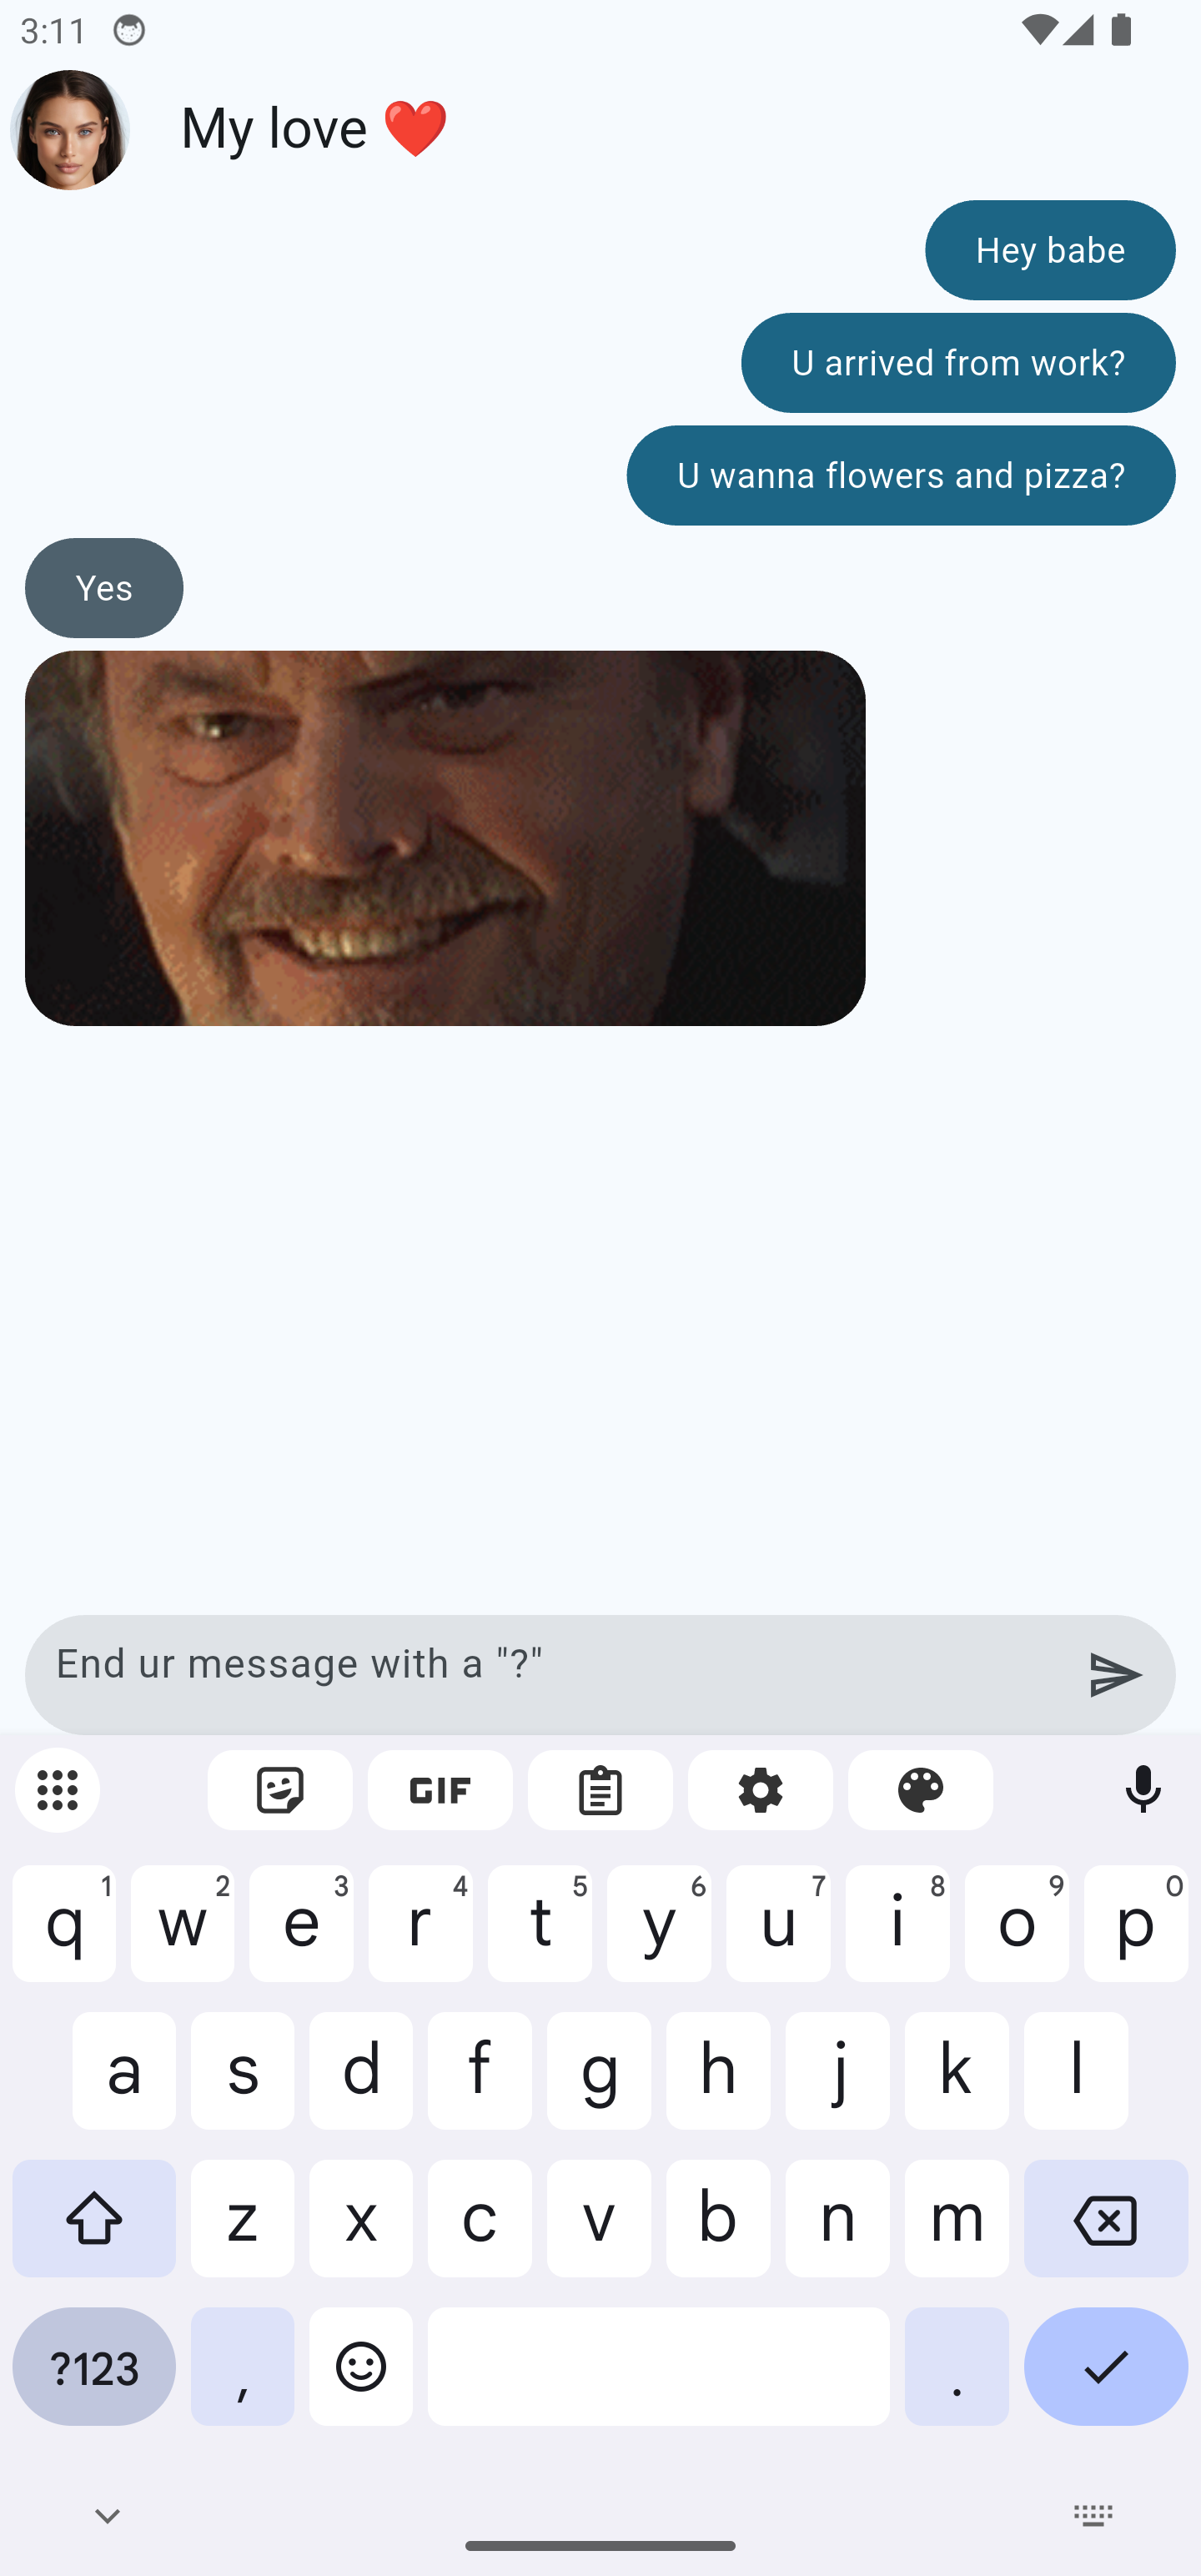 3:11
My love ❤️
Hey babe
U arrived from work?
U wanna flowers and pizza?
Yes
End ur message with a "?"
GIF
q 1 w 2 e 3 r 4 t 5 y 6 u 7 i 8 o 9 p 0
a s d f g h j k l
z x c v b n m
?123 , .